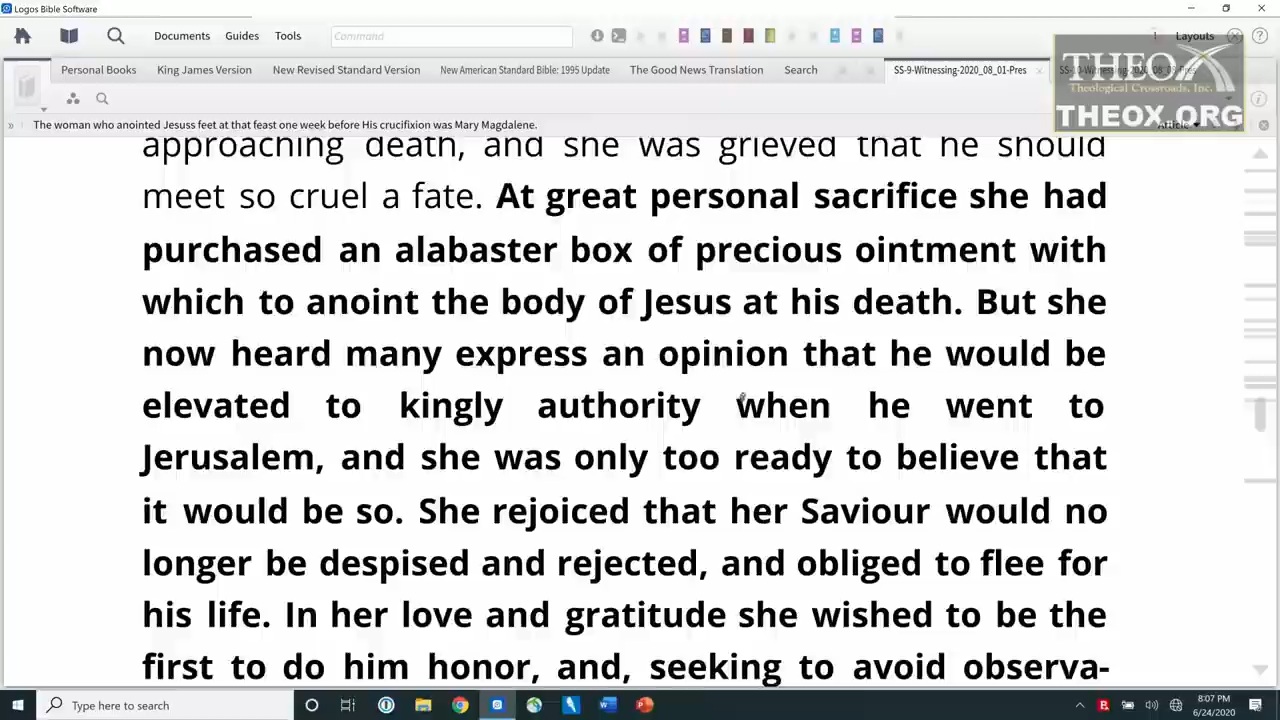 Logos Bible Software
Documents Guides Tools Command Layouts
THEOX
Theological Crossroads, Inc.
THEOX.ORG
Personal Books King James Version New Revised Stan New American Standard Bible: 1995 Update The Good News Translation Search SS-9-Witnessing-2020_08_01-Pres
» The woman who anointed Jesuss feet at that feast one week before His crucifixion was Mary Magdalene. Article
approaching death, and she was grieved that he should
meet so cruel a fate. At great personal sacrifice she had
purchased an alabaster box of precious ointment with
which to anoint the body of Jesus at his death. But she
now heard many express an opinion that he would be
elevated to kingly authority when he went to
Jerusalem, and she was only too ready to believe that
it would be so. She rejoiced that her Saviour would no
longer be despised and rejected, and obliged to flee for
his life. In her love and gratitude she wished to be the
first to do him honor, and, seeking to avoid observa-
Type here to search
8:07 PM
6/24/2020